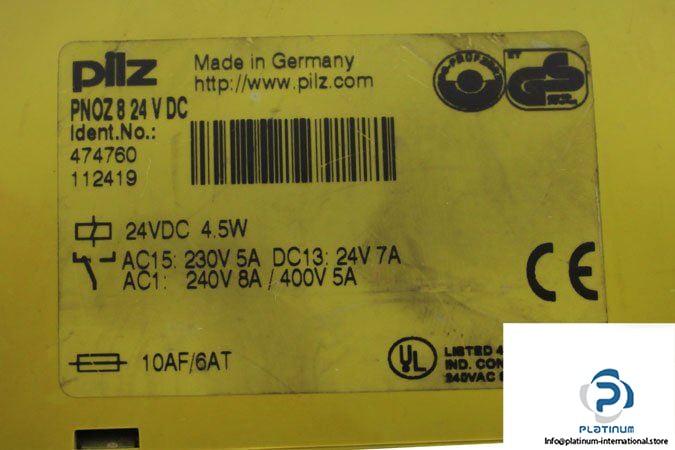 pilz
Made in Germany
http://www.pilz.com
PNOZ 8 24 V DC
Ident.No.:
474760
112419
24VDC 4.5W
AC15: 230V 5A DC13: 24V 7A
AC1: 240V 8A / 400V 5A
CE
10AF/6AT
UL
LISTED 4
IND. CON
240VAC
PLATINUM
Info@platinum-international.store